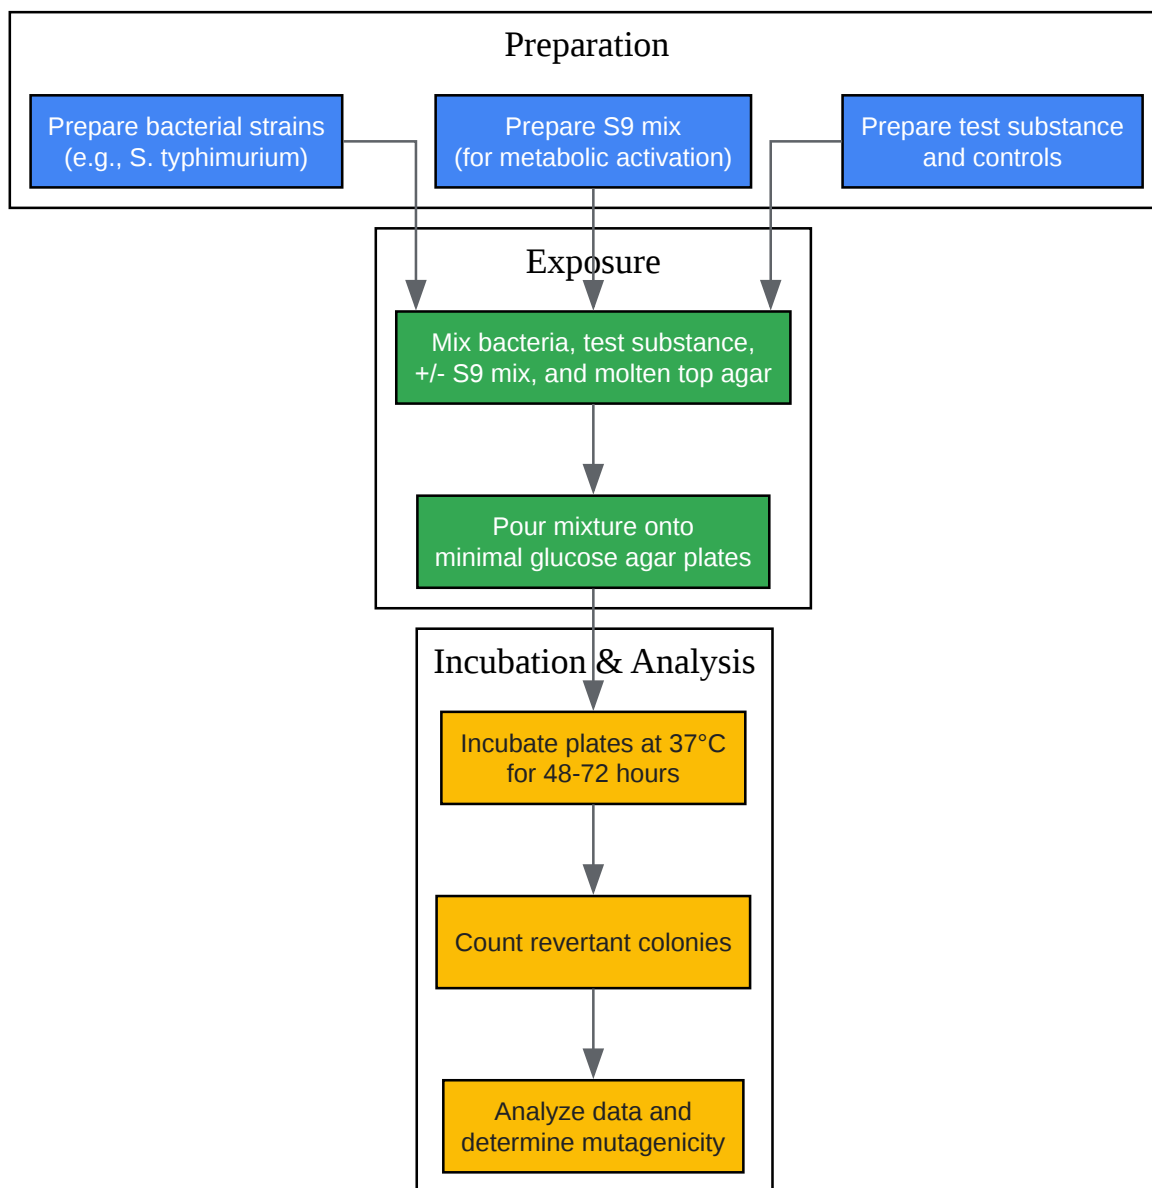 Preparation
Prepare bacterial strains
(e.g., S. typhimurium)
Prepare S9 mix
(for metabolic activation)
Prepare test substance
and controls
Exposure
Mix bacteria, test substance,
+/- S9 mix, and molten top agar
Pour mixture onto
minimal glucose agar plates
Incubation & Analysis
Incubate plates at 37°C
for 48-72 hours
Count revertant colonies
Analyze data and
determine mutagenicity